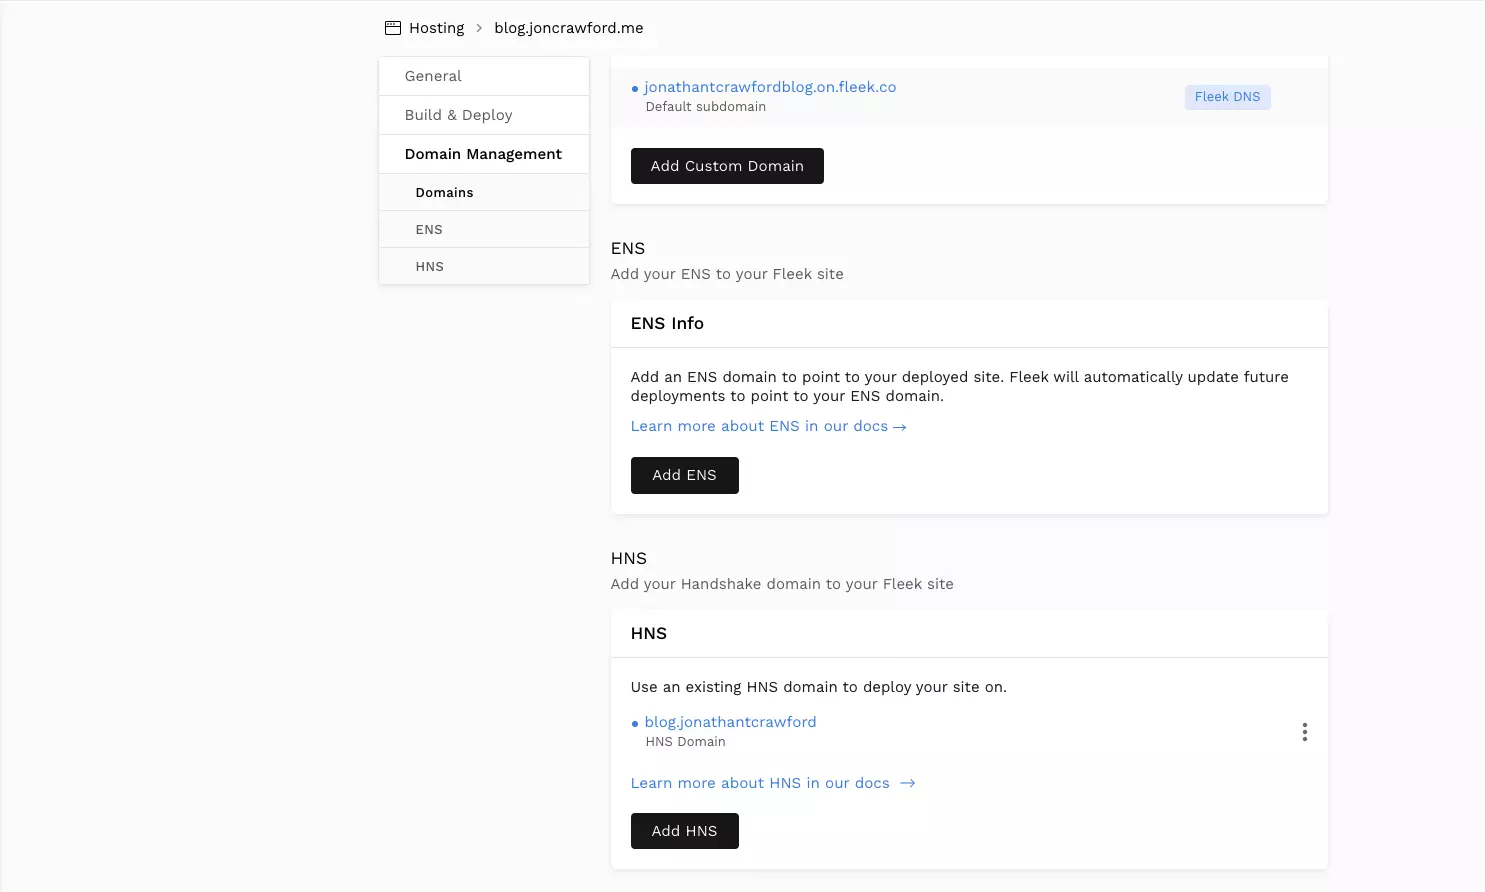 Hosting > blog.joncrawford.me
General
Build & Deploy
Domain Management
Domains
ENS
HNS
• jonathantcrawfordblog.on.fleek.co
Default subdomain
Fleek DNS
Add Custom Domain
ENS
Add your ENS to your Fleek site
ENS Info
Add an ENS domain to point to your deployed site. Fleek will automatically update future
deployments to point to your ENS domain.
Learn more about ENS in our docs →
Add ENS
HNS
Add your Handshake domain to your Fleek site
HNS
Use an existing HNS domain to deploy your site on.
• blog.jonathantcrawford
HNS Domain
Learn more about HNS in our docs →
Add HNS